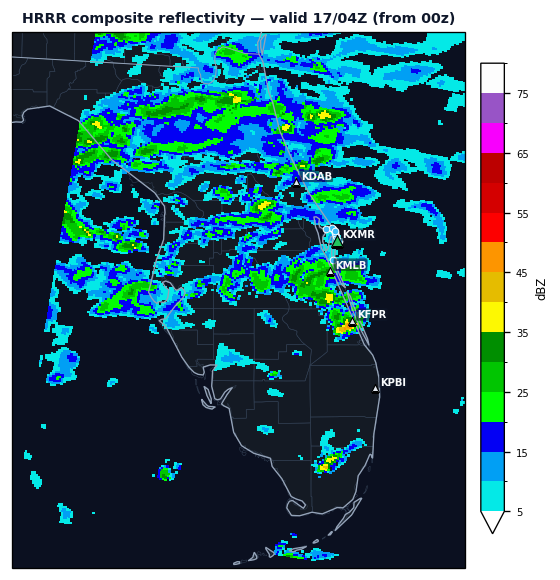 HRRR composite reflectivity — valid 17/04Z (from 00z)
KDAB
KXMR
KMLB
KFPR
KPBI
75
65
55
45
35
25
15
5
dBZ